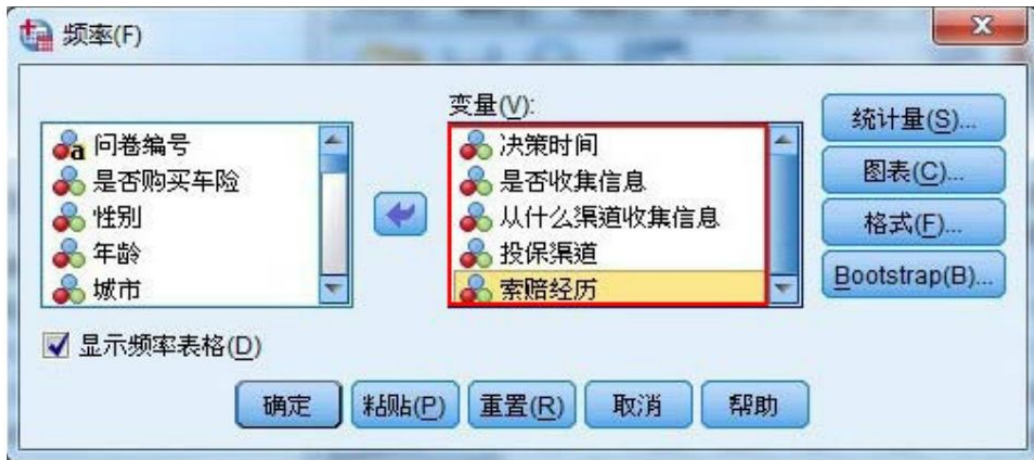 频率(F)
变量(V):
a 问卷编号
是否购买车险
性别
年龄
城市
决策时间
是否收集信息
从什么渠道收集信息
投保渠道
索赔经历
统计量(S)...
图表(C)...
格式(F)...
Bootstrap(B)...
显示频率表格(D)
确定 粘贴(P) 重置(R) 取消 帮助